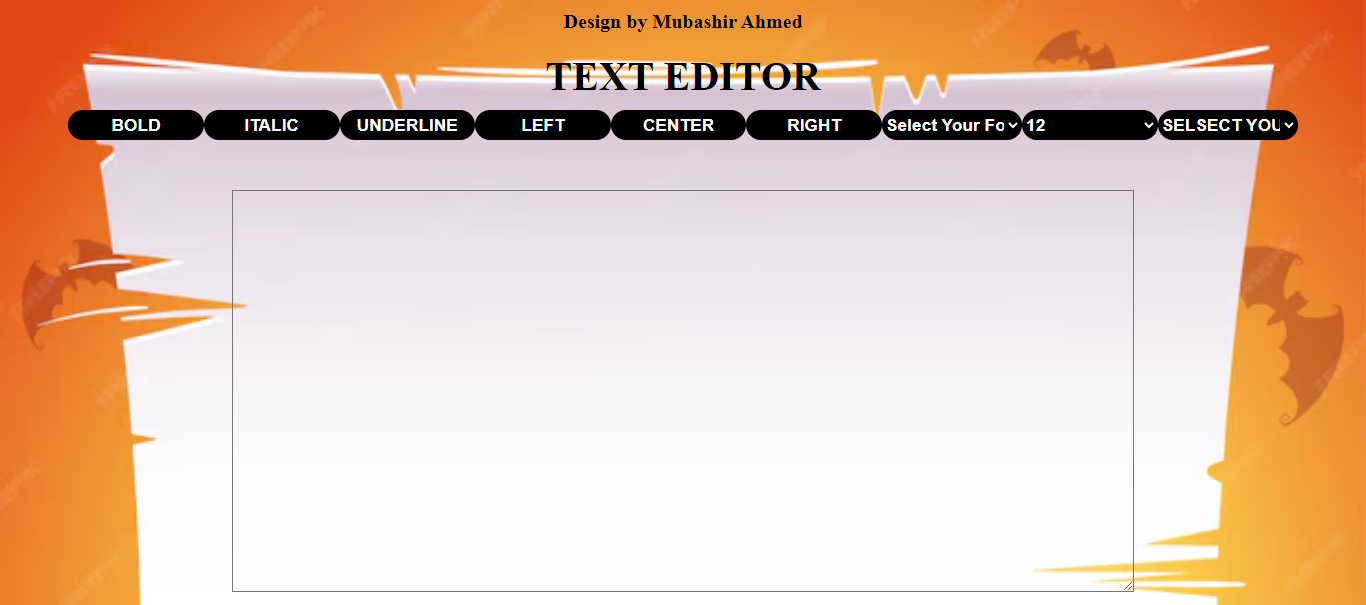 Design by Mubashir Ahmed
TEXT EDITOR
BOLD ITALIC UNDERLINE LEFT CENTER RIGHT Select Your Fo 12 SELSECT YOU